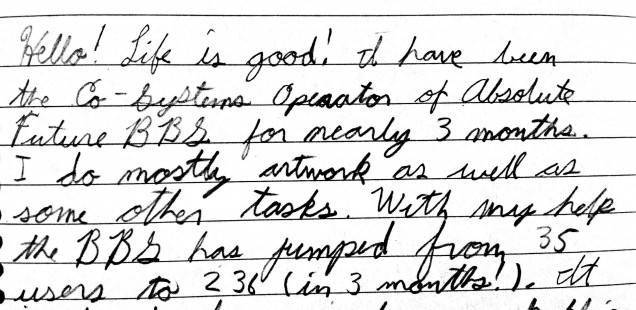 Hello! Life is good! I have been
the Co-Systems Operator of Absolute
Future BBS for nearly 3 months.
I do mostly artwork as well as
some other tasks. With my help
the BBS has jumped from 35
users to 236 (in 3 months!). It